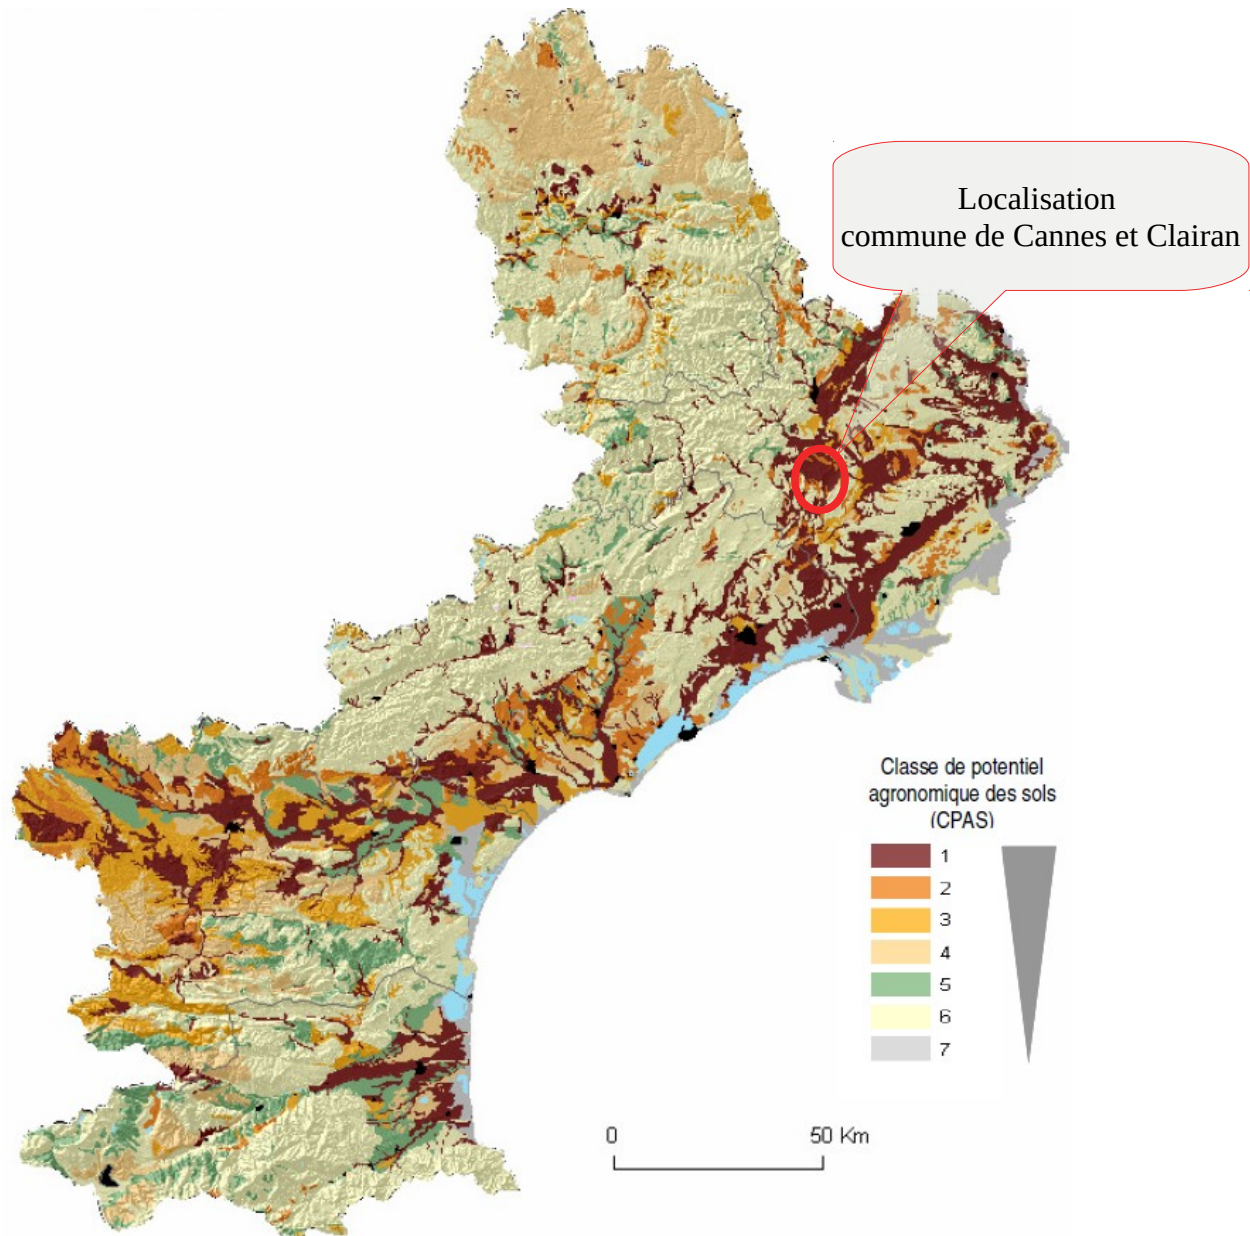 Localisation
commune de Cannes et Clairan
Classe de potentiel
agronomique des sols
(CPAS)
1
2
3
4
5
6
7
0 50 Km